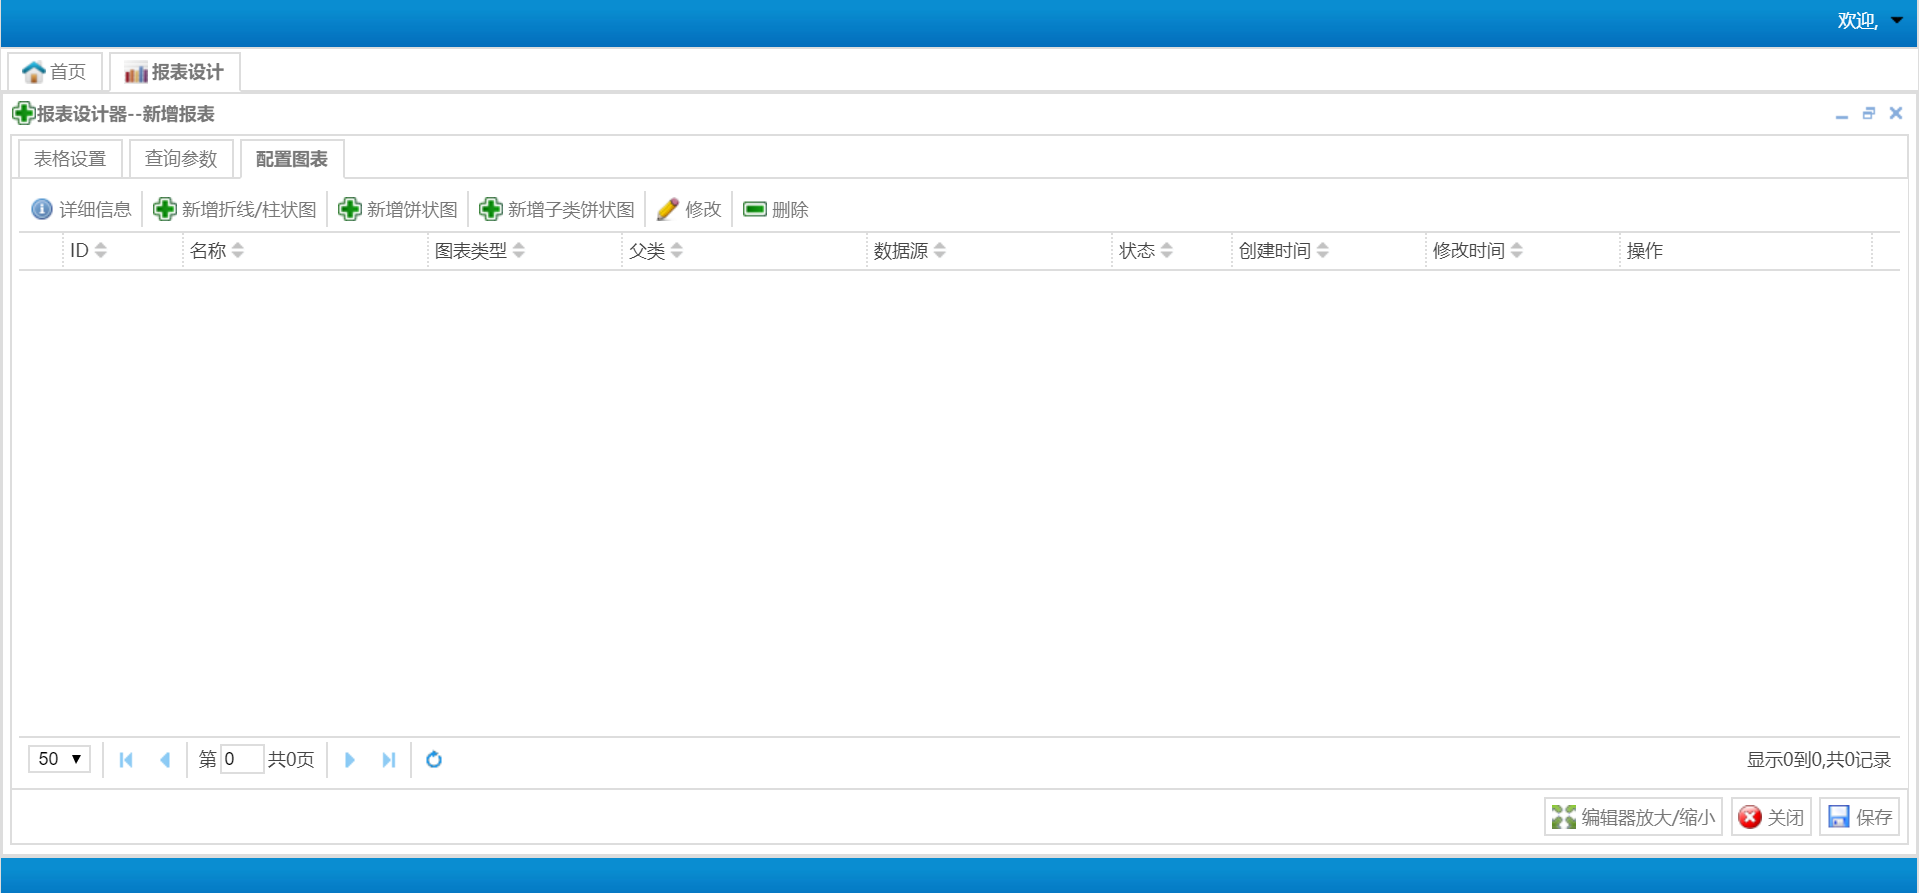 欢迎,
首页 报表设计
报表设计器--新增报表
表格设置 查询参数 配置图表
详细信息 新增折线/柱状图 新增饼状图 新增子类饼状图 修改 删除
ID 名称 图表类型 父类 数据源 状态 创建时间 修改时间 操作
50 第 0 共0页 显示0到0,共0记录
编辑器放大/缩小 关闭 保存